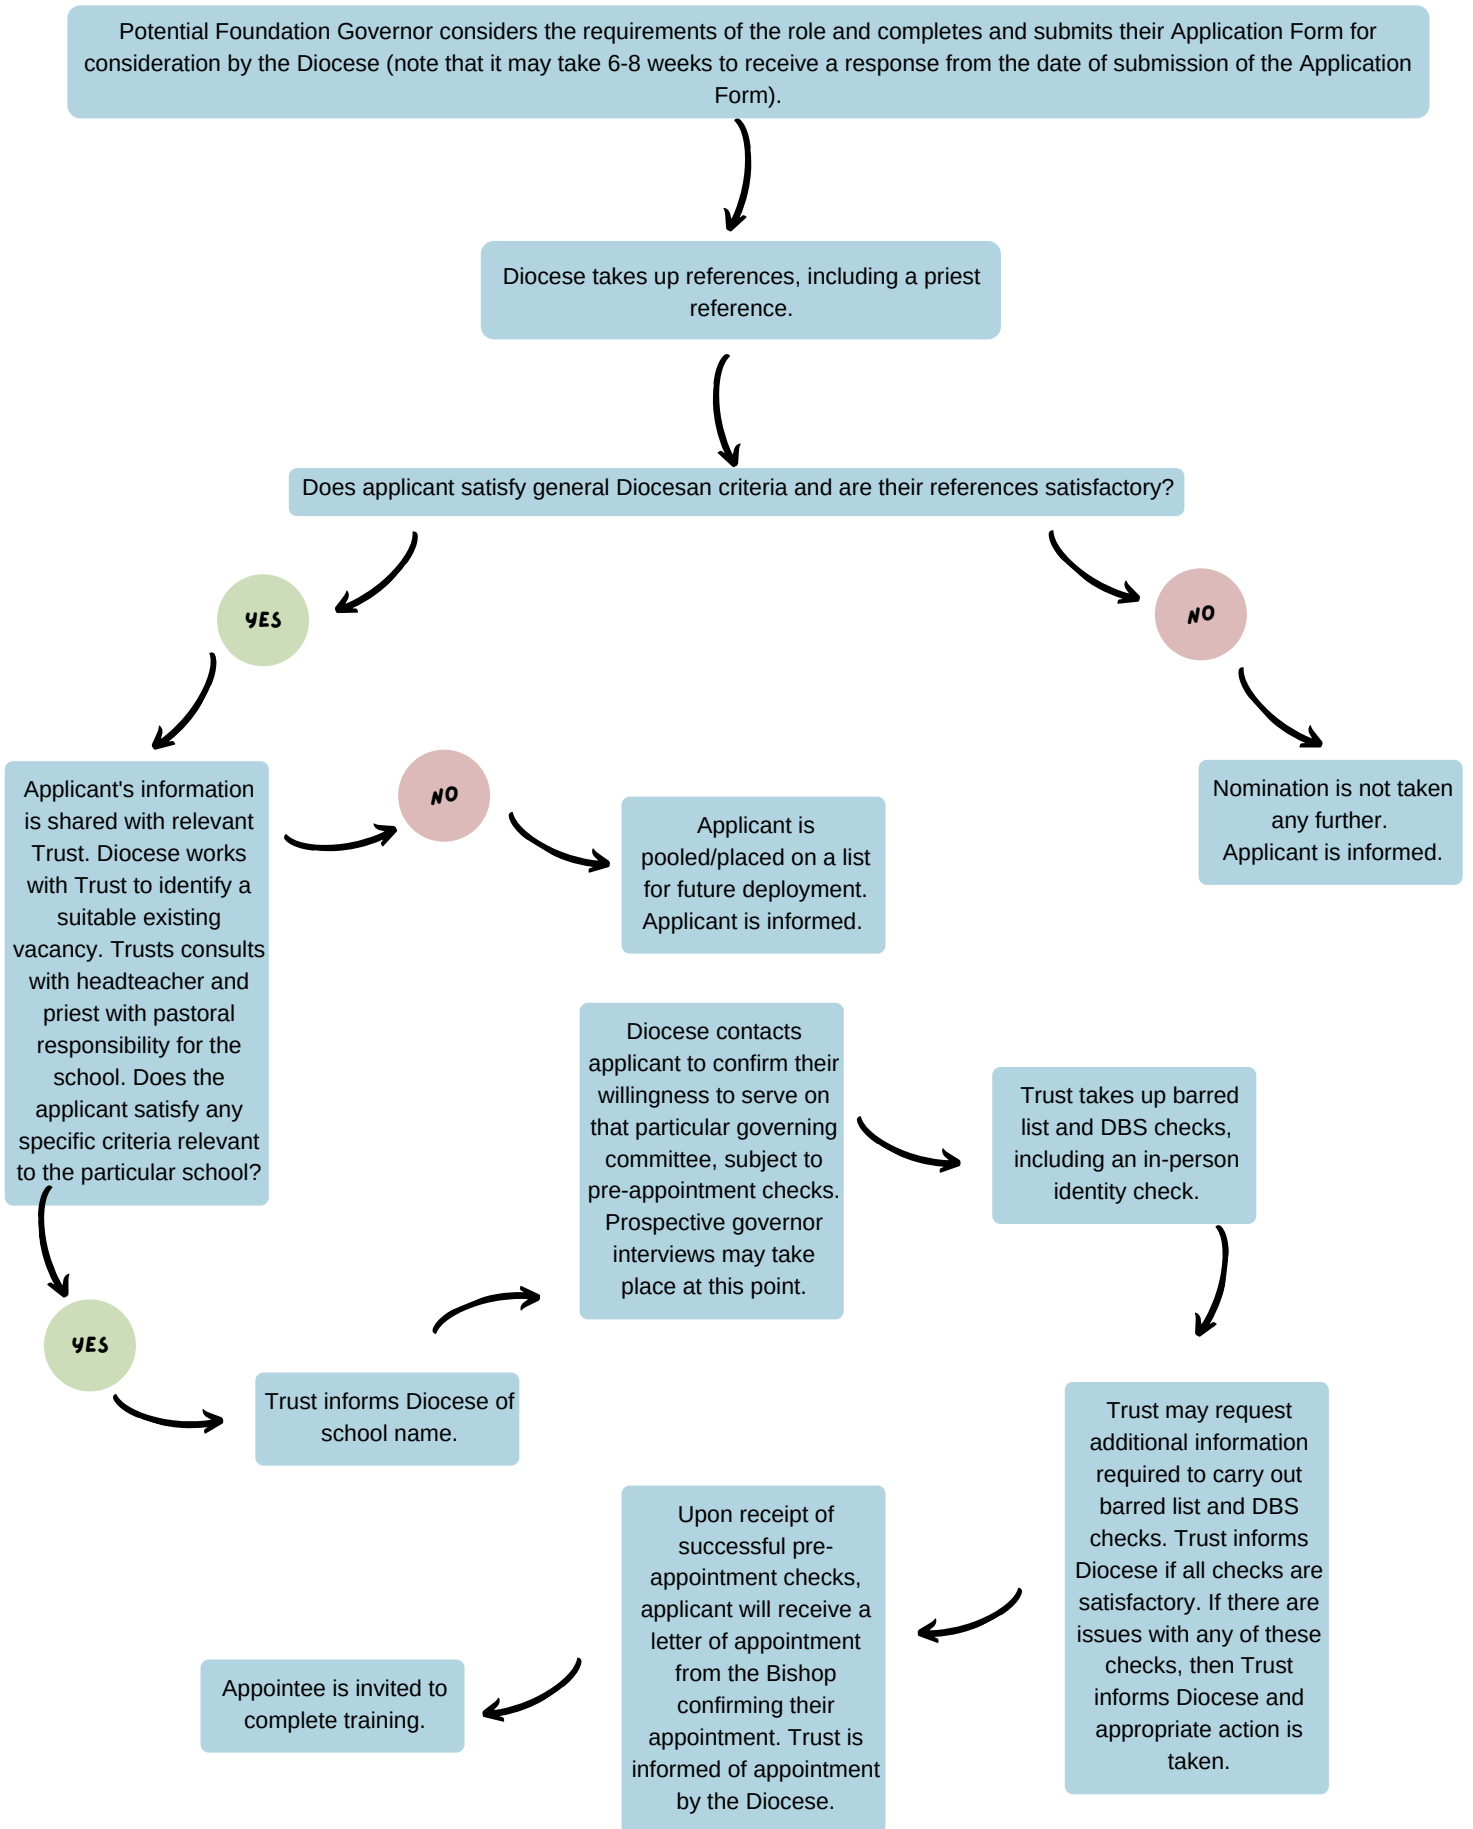 Potential Foundation Governor considers the requirements of the role and completes and submits their Application Form for
consideration by the Diocese (note that it may take 6-8 weeks to receive a response from the date of submission of the Application
Form).
Diocese takes up references, including a priest
reference.
Does applicant satisfy general Diocesan criteria and are their references satisfactory?
YES
NO
Nomination is not taken
any further.
Applicant is informed.
Applicant's information
is shared with relevant
Trust. Diocese works
with Trust to identify a
suitable existing
vacancy. Trusts consults
with headteacher and
priest with pastoral
responsibility for the
school. Does the
applicant satisfy any
specific criteria relevant
to the particular school?
NO
Applicant is
pooled/placed on a list
for future deployment.
Applicant is informed.
YES
Trust informs Diocese of
school name.
Diocese contacts
applicant to confirm their
willingness to serve on
that particular governing
committee, subject to
pre-appointment checks.
Prospective governor
interviews may take
place at this point.
Trust takes up barred
list and DBS checks,
including an in-person
identity check.
Trust may request
additional information
required to carry out
barred list and DBS
checks. Trust informs
Diocese if all checks are
satisfactory. If there are
issues with any of these
checks, then Trust
informs Diocese and
appropriate action is
taken.
Upon receipt of
successful pre-
appointment checks,
applicant will receive a
letter of appointment
from the Bishop
confirming their
appointment. Trust is
informed of appointment
by the Diocese.
Appointee is invited to
complete training.